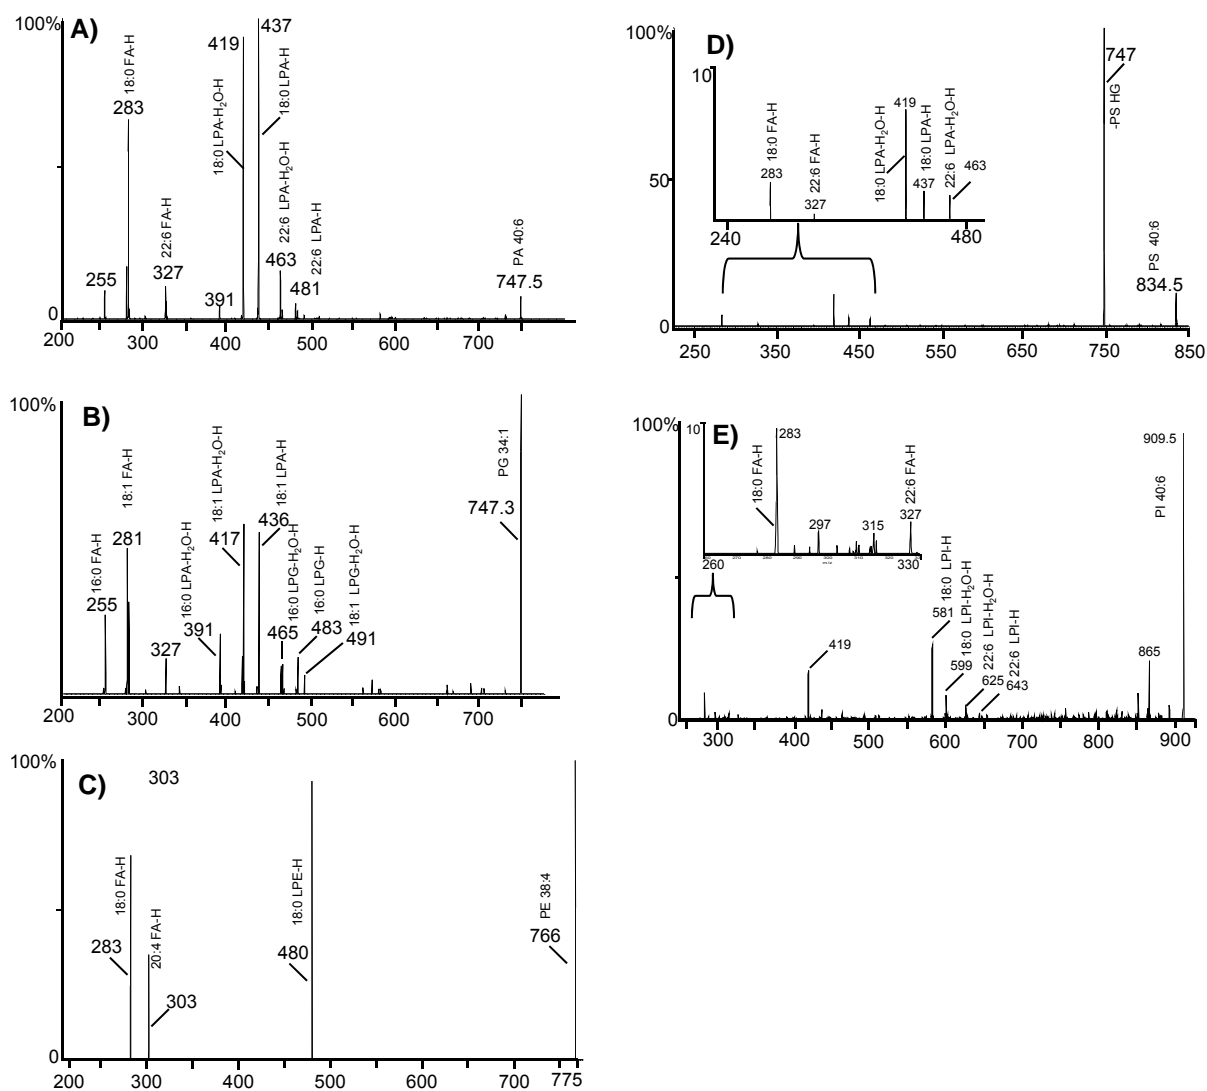 A)
100%
0
18:0 FA-H
283
255
22:6 FA-H
327
391
18:0 LPA-H₂O-H
419
437
18:0 LPA-H
22:6 LPA-H₂O-H
463
22:6 LPA-H
481
PA 40:6
747.5
200 300 400 500 600 700
B)
100%
0
16:0 FA-H
255
18:1 FA-H
281
327
16:0 LPA-H₂O-H
391
18:1 LPA-H₂O-H
417
18:1 LPA-H
436
16:0 LPG-H₂O-H
465
16:0 LPG-H
483
18:1 LPG-H₂O-H
491
PG 34:1
747.3
200 300 400 500 600 700
C)
100%
0
303
18:0 FA-H
283
20:4 FA-H
303
18:0 LPE-H
480
PE 38:4
766
200 300 400 500 600 700 775
D)
100%
50
0
10
18:0 FA-H
283
22:6 FA-H
327
18:0 LPA-H₂O-H
419
18:0 LPA-H
437
22:6 LPA-H₂O-H
463
240 480
747
-PS HG
PS 40:6
834.5
250 350 450 550 650 750 850
E)
100%
0
10
18:0 FA-H
283
297
315
22:6 FA-H
327
260 330
419
581
18:0 LPI-H
599
18:0 LPI-H₂O-H
625
22:6 LPI-H₂O-H
643
22:6 LPI-H
865
909.5
PI 40:6
300 400 500 600 700 800 900